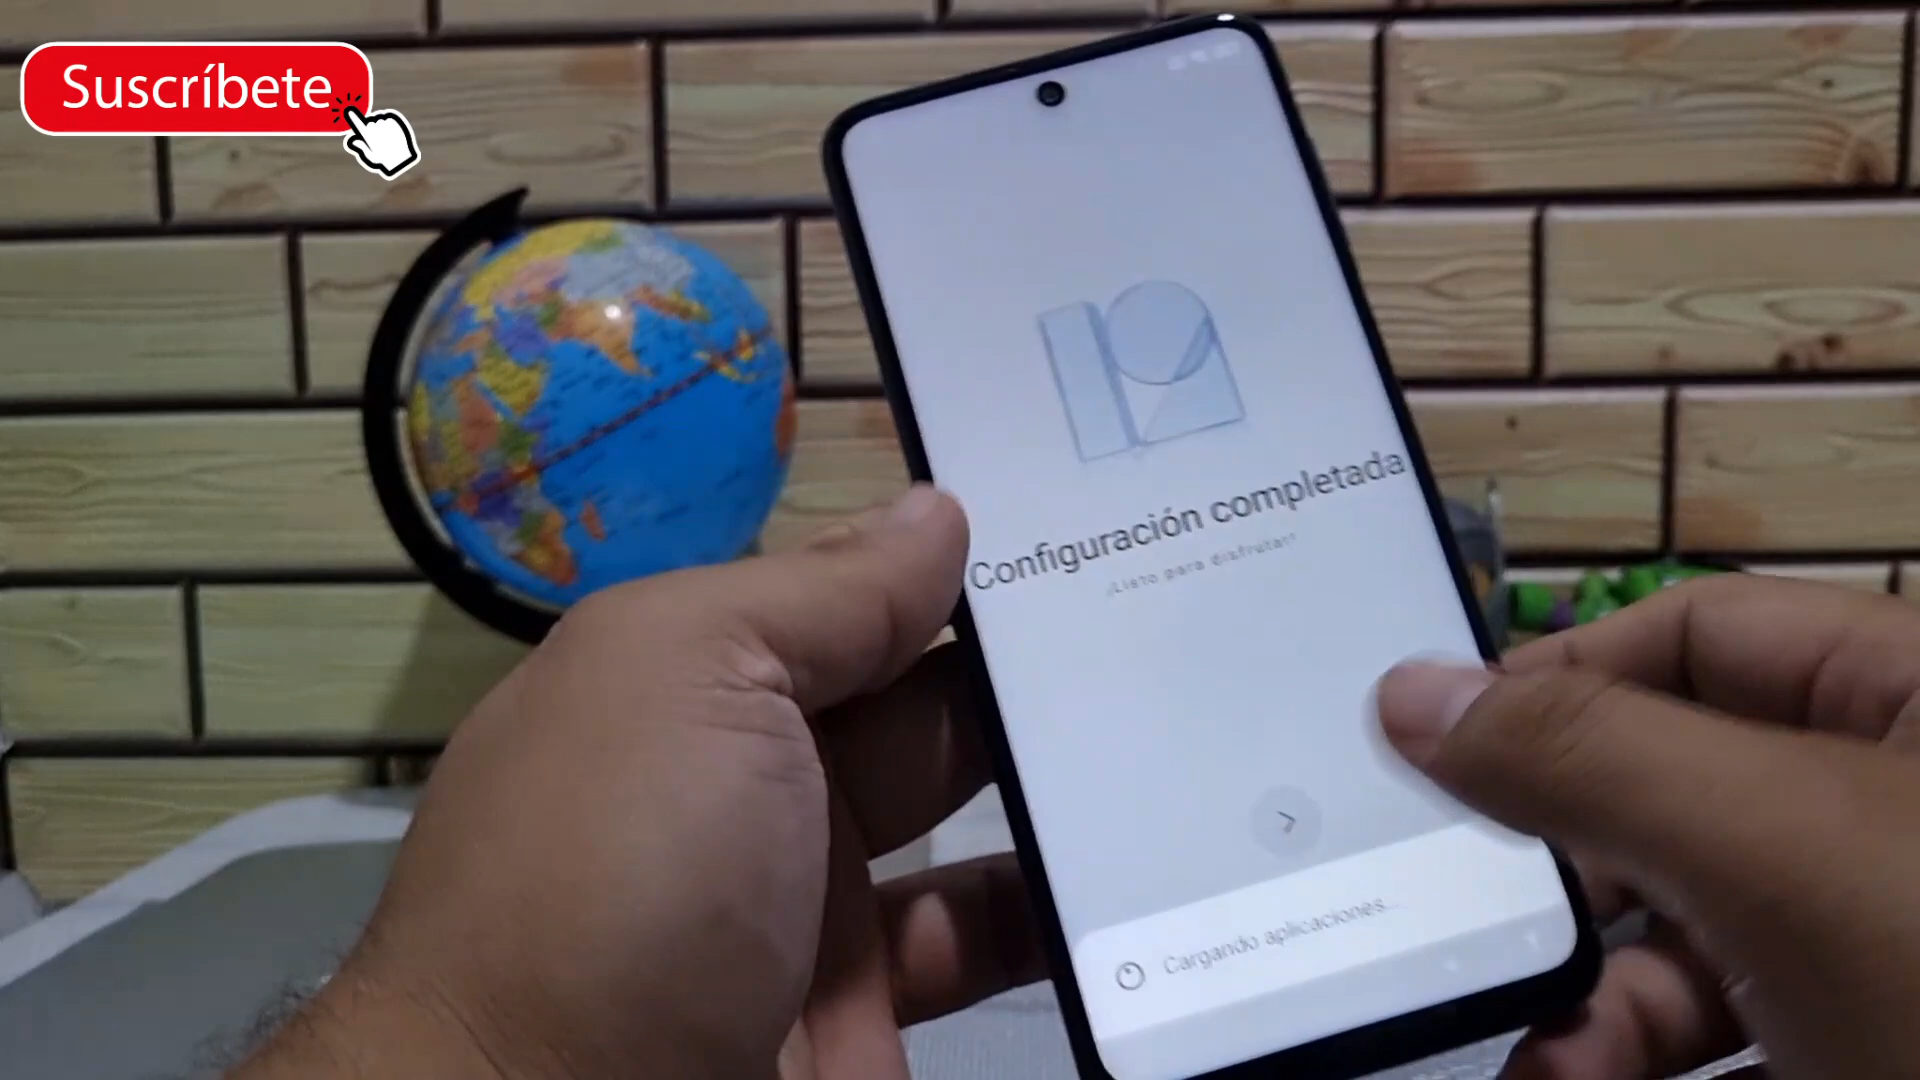 Suscríbete
Configuración completada
¡Listo para disfrutar!
Cargando aplicaciones...